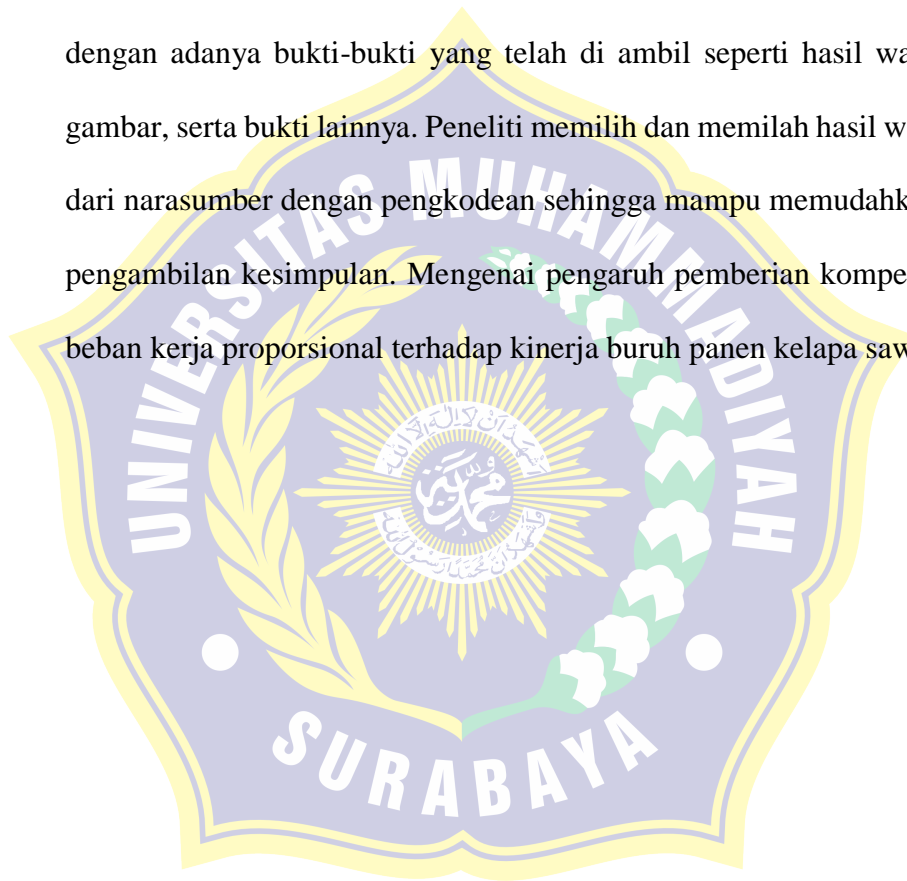 dengan adanya bukti-bukti yang telah di ambil seperti hasil wa
gambar, serta bukti lainnya. Peneliti memilih dan memilah hasil w
dari narasumber dengan pengkodean sehingga mampu memudahk
pengambilan kesimpulan. Mengenai pengaruh pemberian kompe
beban kerja proporsional terhadap kinerja buruh panen kelapa saw
UNIVERSITAS MUHAMMADIYAH
SURABAYA